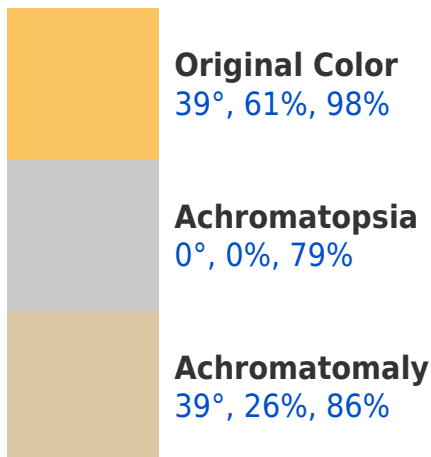 Original Color
39°, 61%, 98%
Achromatopsia
0°, 0%, 79%
Achromatomaly
39°, 26%, 86%